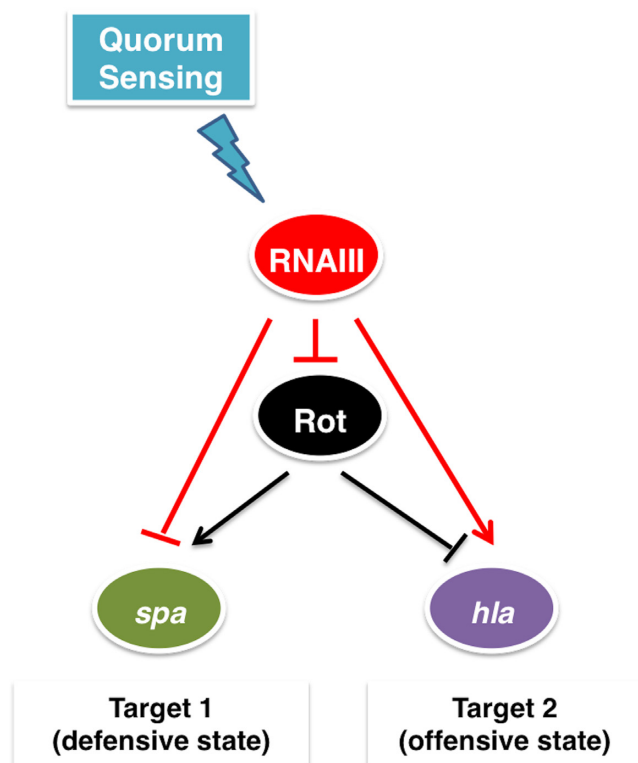 Quorum
Sensing
RNAIII
Rot
spa
hla
Target 1
(defensive state)
Target 2
(offensive state)